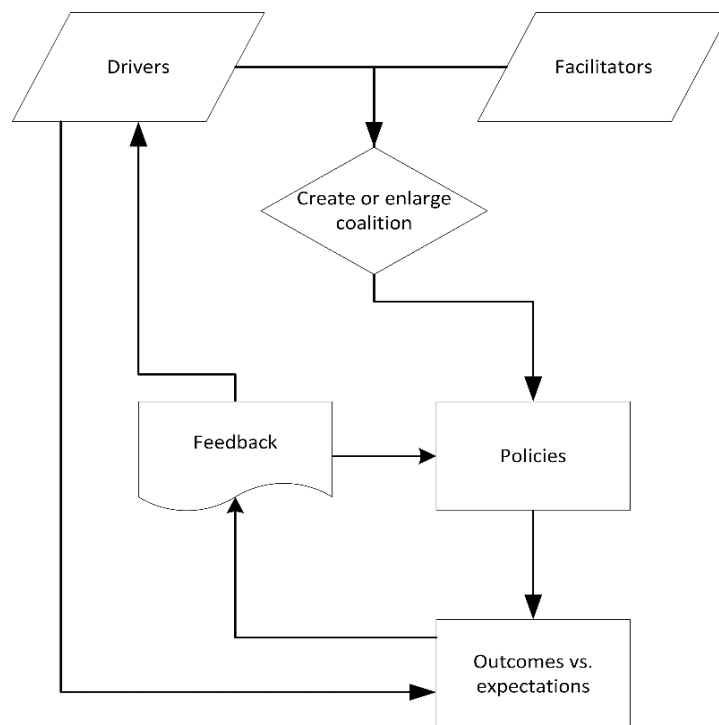 Drivers
Facilitators
Create or enlarge
coalition
Feedback
Policies
Outcomes vs.
expectations